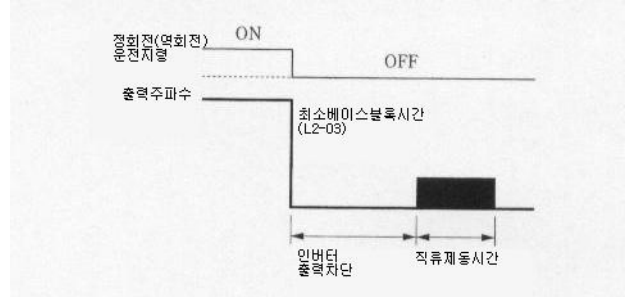 정회전(역회전)
운전지령
ON
OFF
출력주파수
최소베이스블록시간
(L2-03)
인버터
출력차단
직류제동시간